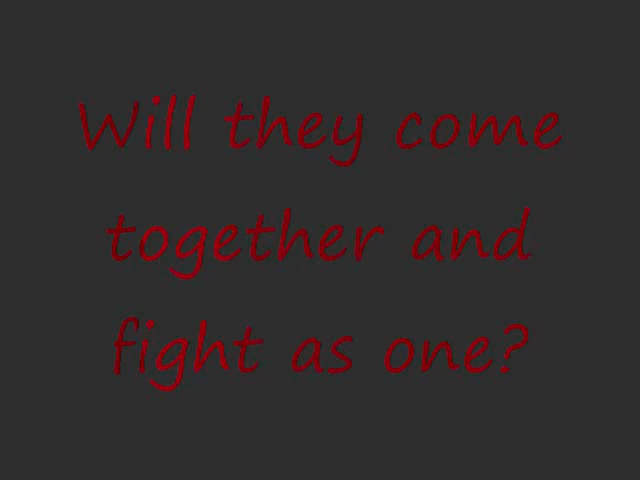 Will they come
together and
fight as one?